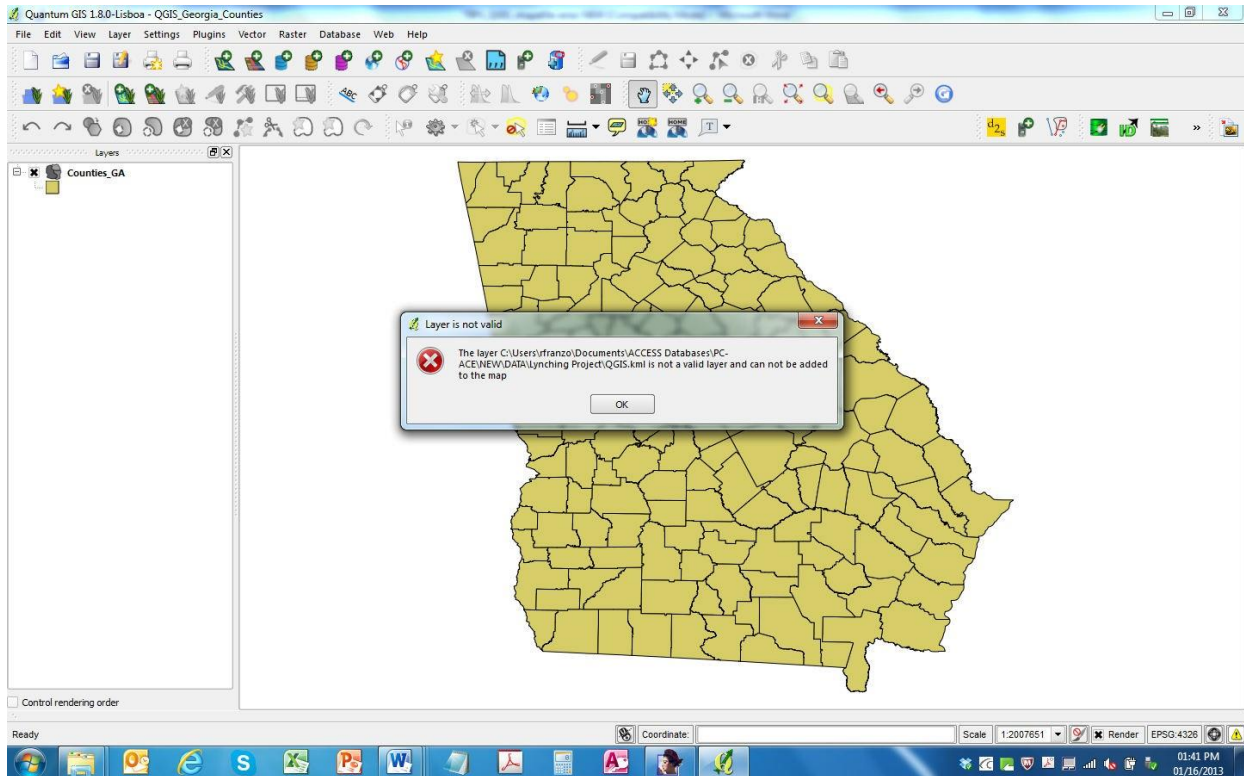 Quantum GIS 1.8.0-Lisboa - QGIS_Georgia_Counties
File Edit View Layer Settings Plugins Vector Raster Database Web Help
Layers
Counties_GA
Layer is not valid
The layer C:\Users\rfranzo\Documents\ACCESS Databases\PC-
ACE\NEW\DATA\Lynching Project\QGIS.kml is not a valid layer and can not be added
to the map
OK
Control rendering order
Ready
Coordinate:
Scale 1:2007651 Render EPSG:4326
01:41 PM
01/16/2013